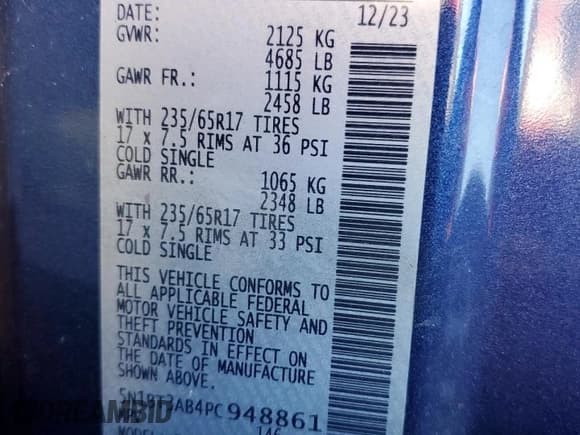 DATE: 12/23
GVWR: 2125 KG
4685 LB
GAWR FR.: 1115 KG
2458 LB
WITH 235/65R17 TIRES
17 x 7.5 RIMS AT 36 PSI
COLD SINGLE
GAWR RR.: 1065 KG
2348 LB
WITH 235/65R17 TIRES
17 x 7.5 RIMS AT 33 PSI
COLD SINGLE
THIS VEHICLE CONFORMS TO
ALL APPLICABLE FEDERAL
MOTOR VEHICLE SAFETY AND
THEFT PREVENTION
STANDARDS IN EFFECT ON
THE DATE OF MANUFACTURE
SHOWN ABOVE.
948861